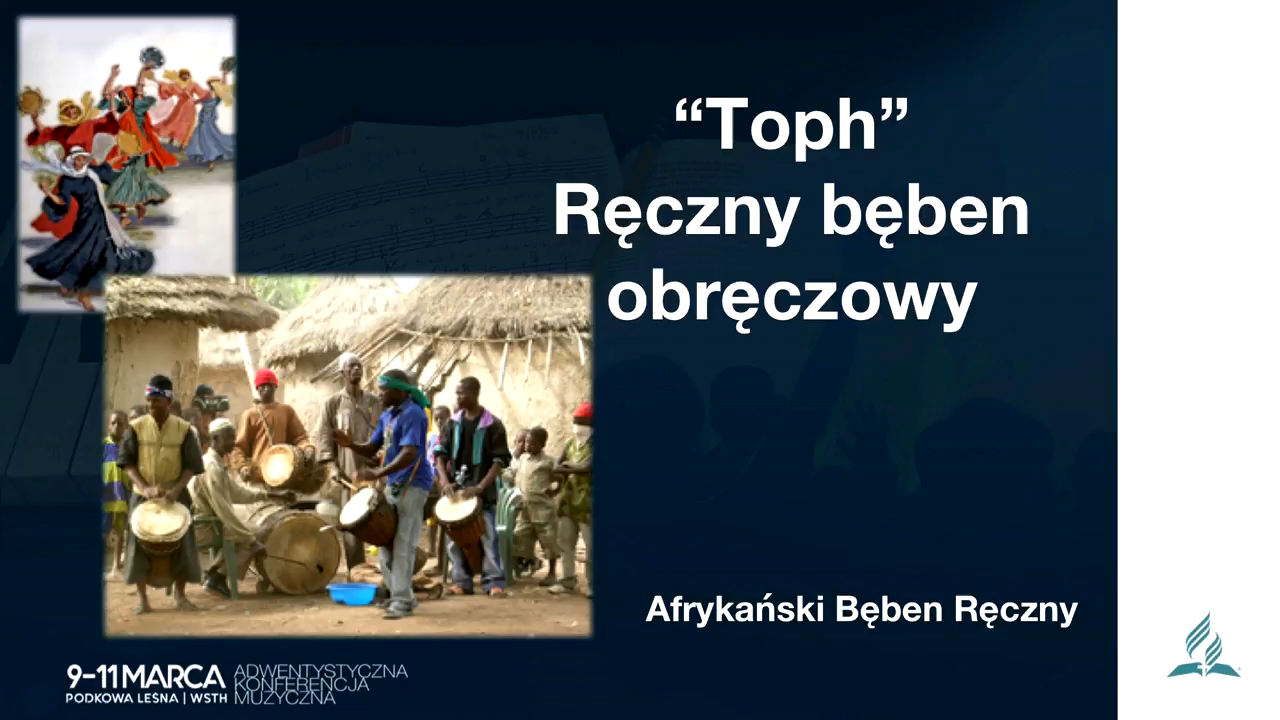 “Toph”
Ręczny bęben
obręczowy
Afrykański Bęben Ręczny
9-11 MARCA
PODKOWA LEŚNA | WSTH
ADWENTYSTYCZNA
KONFERENCJA
MUZYCZNA